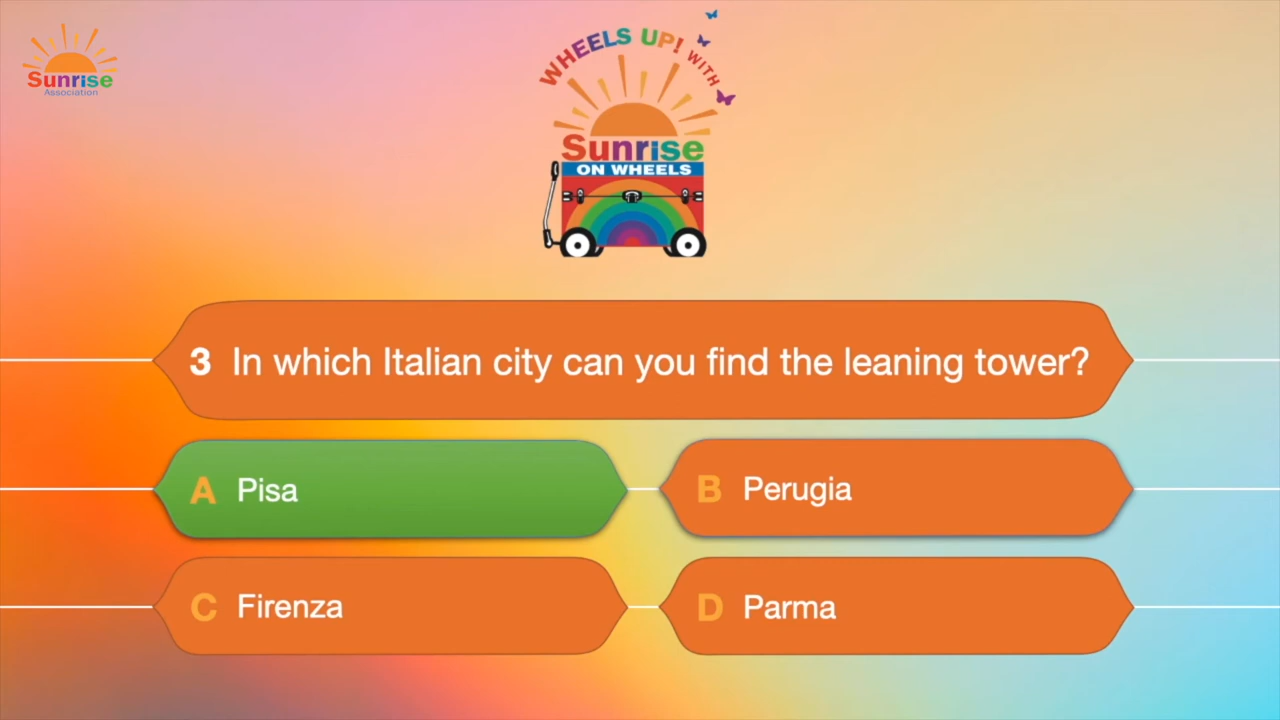 Sunrise
Association
WHEELS UP! WITH
Sunrise
ON WHEELS
3 In which Italian city can you find the leaning tower?
A Pisa
B Perugia
C Firenza
D Parma